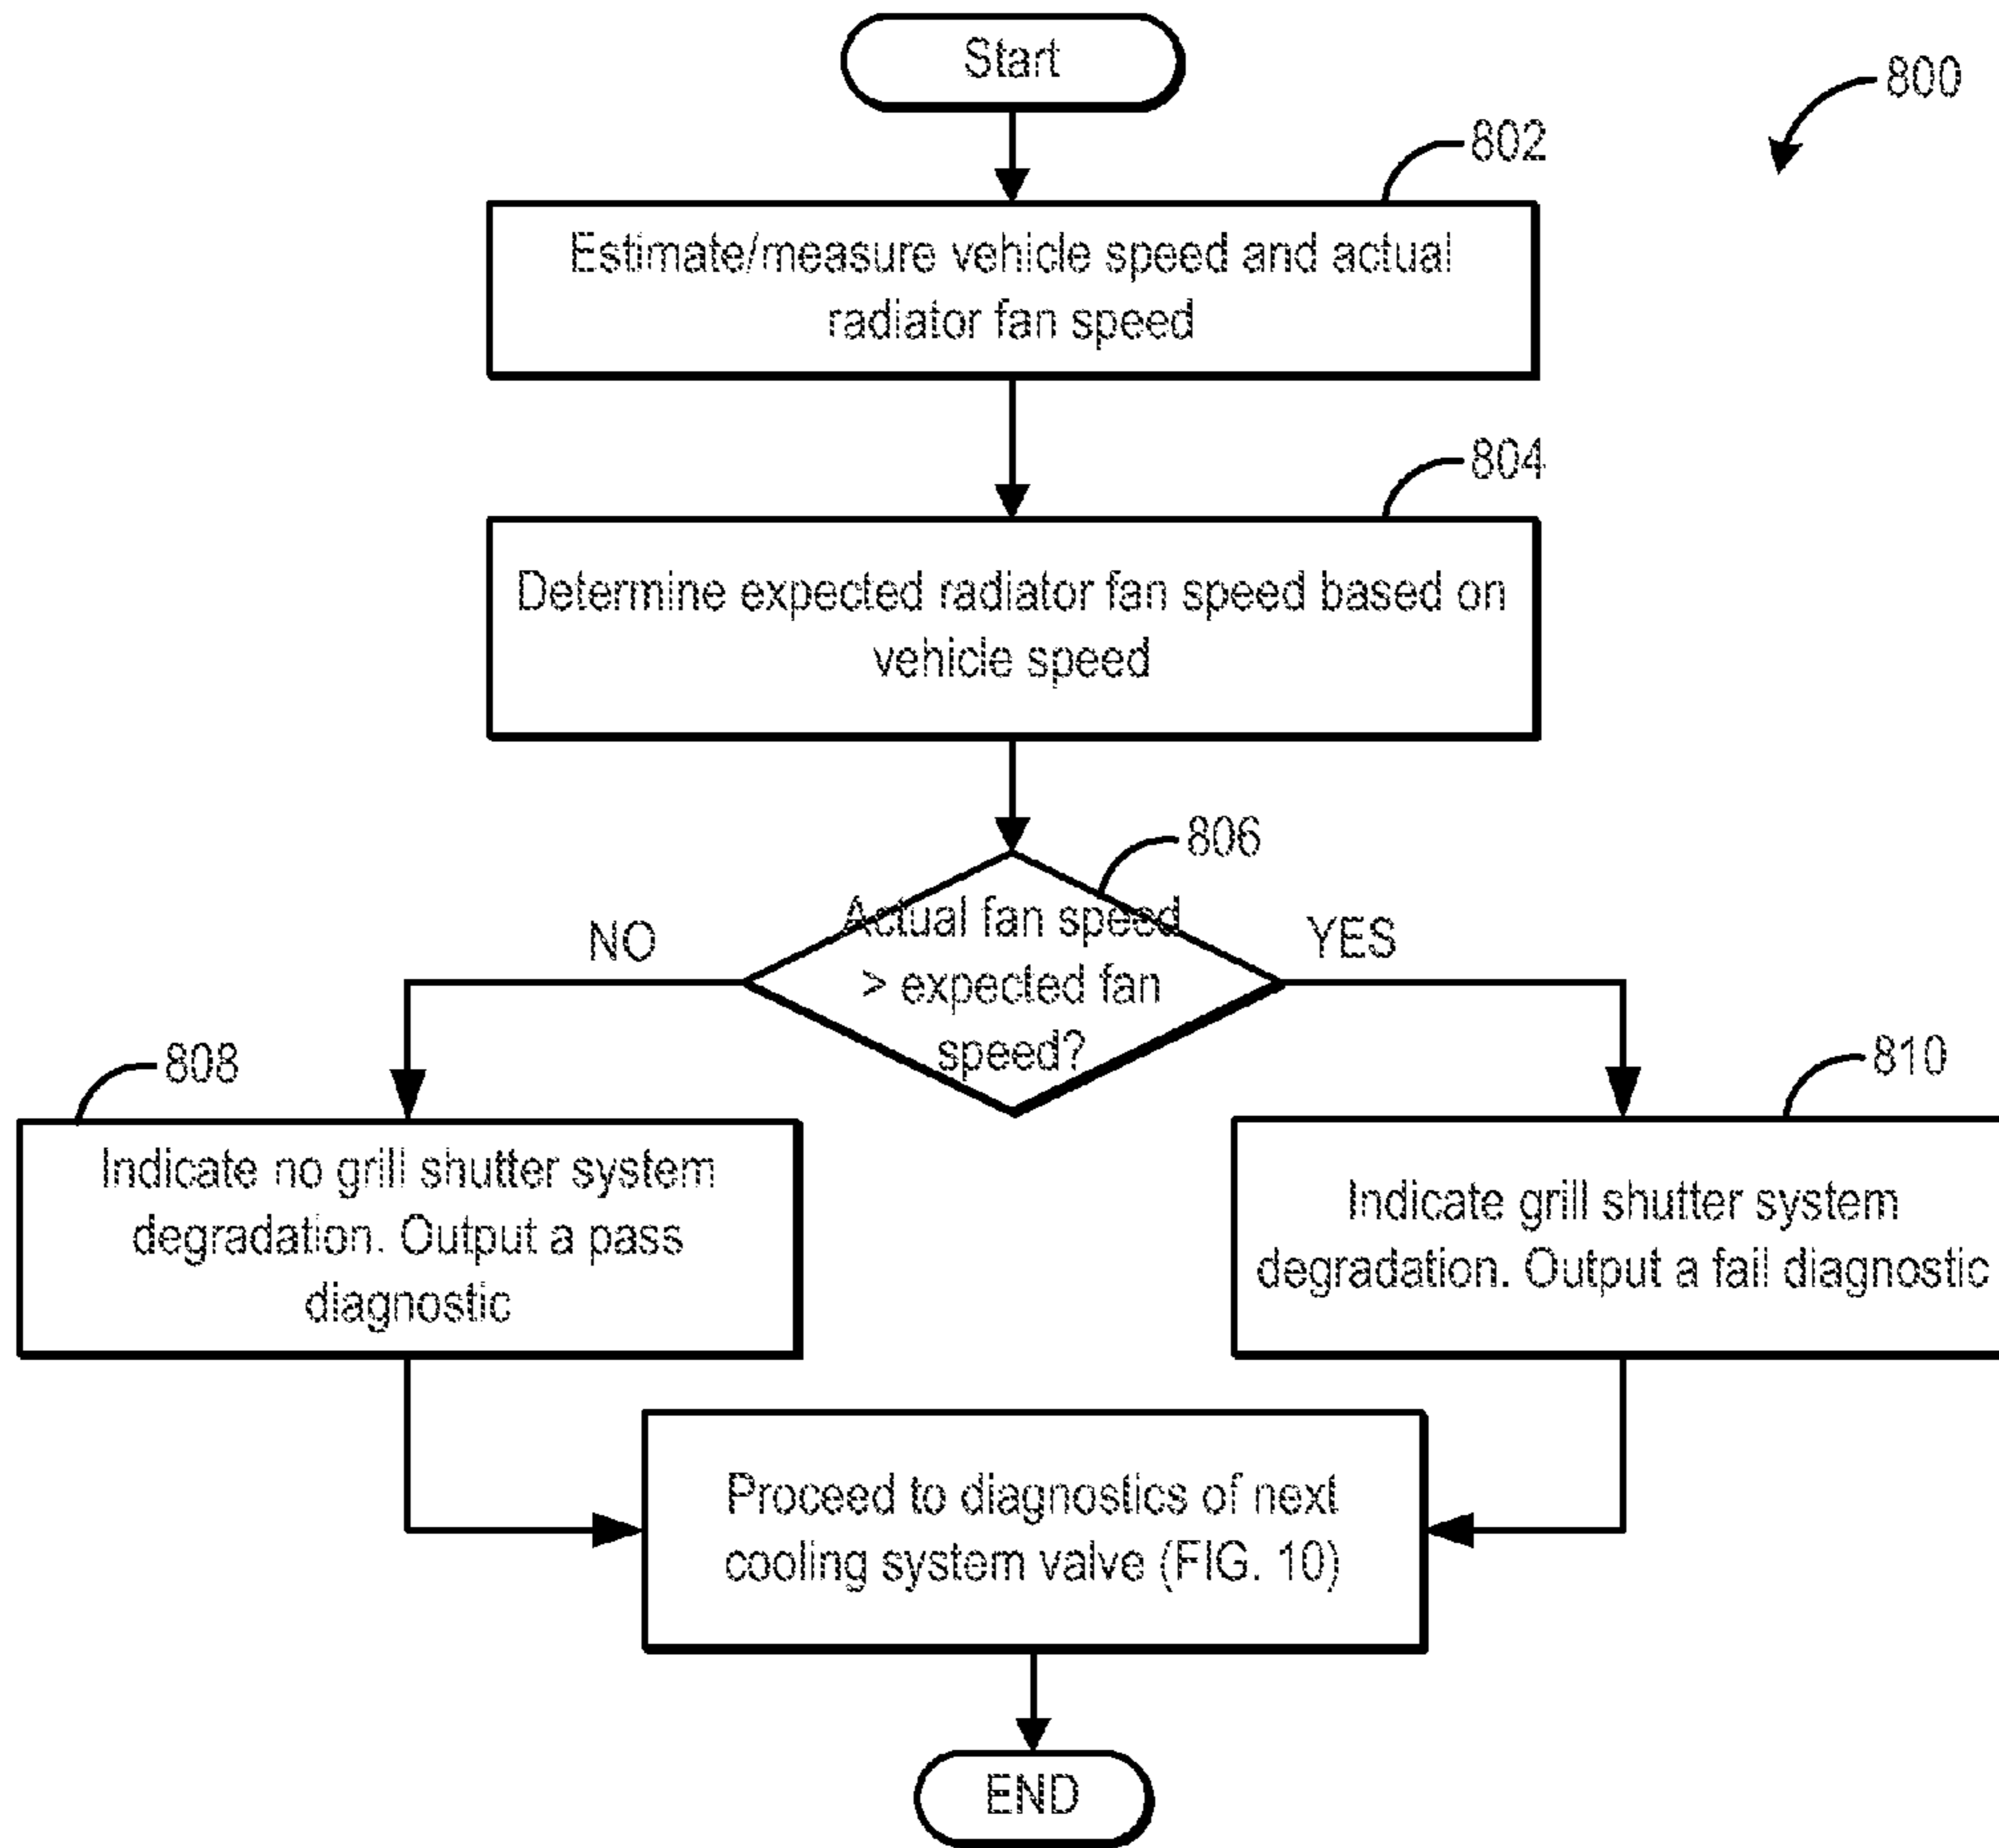 Start
800
802
Estimate/measure vehicle speed and actual
radiator fan speed
804
Determine expected radiator fan speed based on
vehicle speed
806
Actual fan speed
> expected fan
speed?
NO
YES
808
Indicate no grill shutter system
degradation. Output a pass
diagnostic
810
Indicate grill shutter system
degradation. Output a fail diagnostic
Proceed to diagnostics of next
cooling system valve (FIG. 10)
END